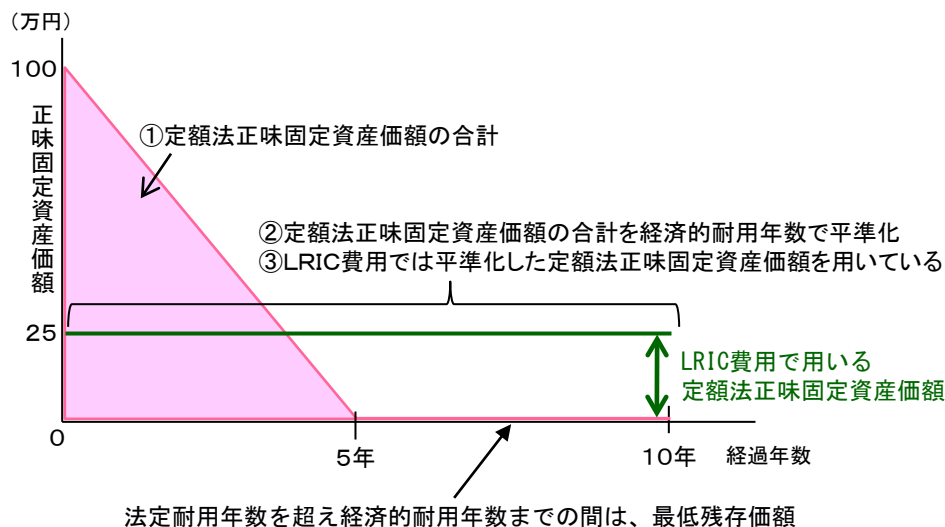 （万円）
100
正味固定資産価額
①定額法正味固定資産価額の合計
②定額法正味固定資産価額の合計を経済的耐用年数で平準化
③LRIC費用では平準化した定額法正味固定資産価額を用いている
25
LRIC費用で用いる
定額法正味固定資産価額
0
5年
10年
経過年数
法定耐用年数を超え経済的耐用年数までの間は、最低残存価額